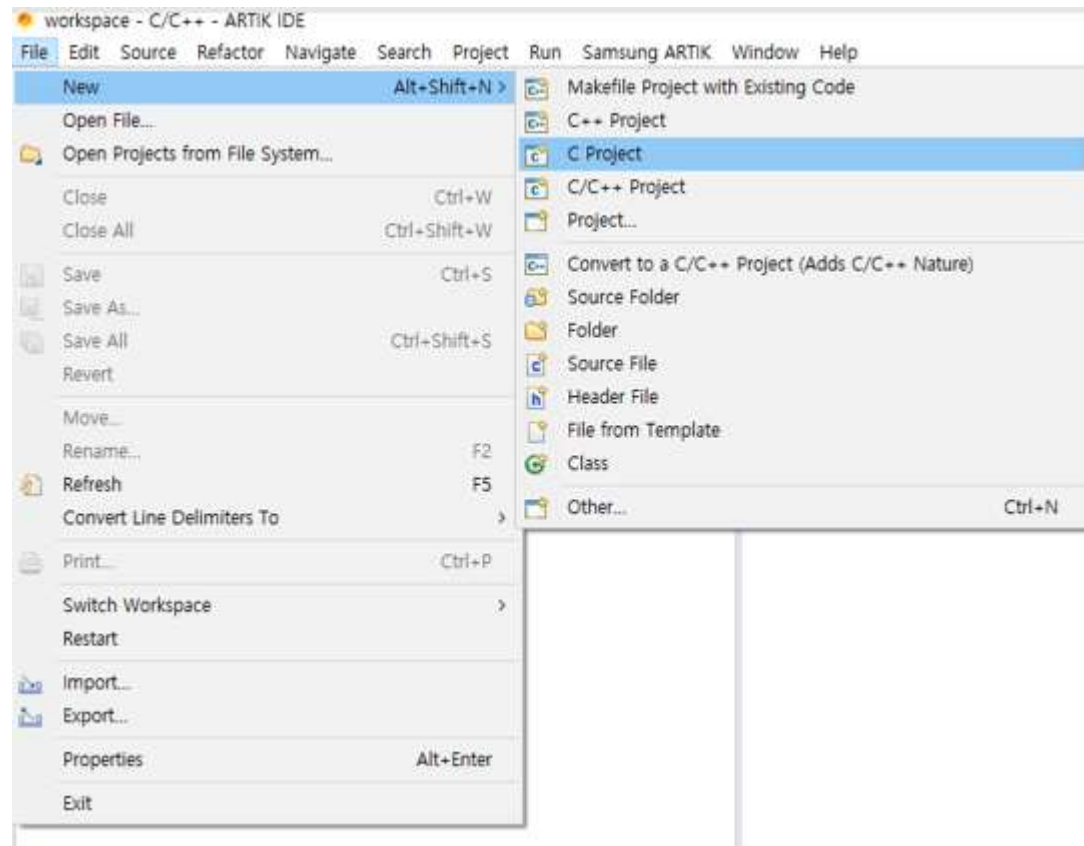 workspace - C/C++ - ARTIK IDE
File Edit Source Refactor Navigate Search Project Run Samsung ARTIK Window Help
New Alt+Shift+N >
Open File...
Open Projects from File System...
Close Ctrl+W
Close All Ctrl+Shift+W
Save Ctrl+S
Save As...
Save All Ctrl+Shift+S
Revert
Move...
Rename... F2
Refresh F5
Convert Line Delimiters To >
Print... Ctrl+P
Switch Workspace >
Restart
Import...
Export...
Properties Alt+Enter
Exit
Makefile Project with Existing Code
C++ Project
C Project
C/C++ Project
Project...
Convert to a C/C++ Project (Adds C/C++ Nature)
Source Folder
Folder
Source File
Header File
File from Template
Class
Other... Ctrl+N